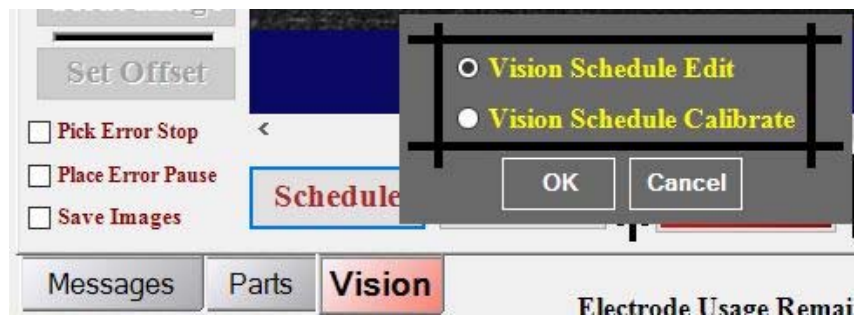 Set Offset
Vision Schedule Edit
Vision Schedule Calibrate
Pick Error Stop
<
Place Error Pause
Save Images
Schedule
OK
Cancel
Messages
Parts
Vision
Electrode Usage